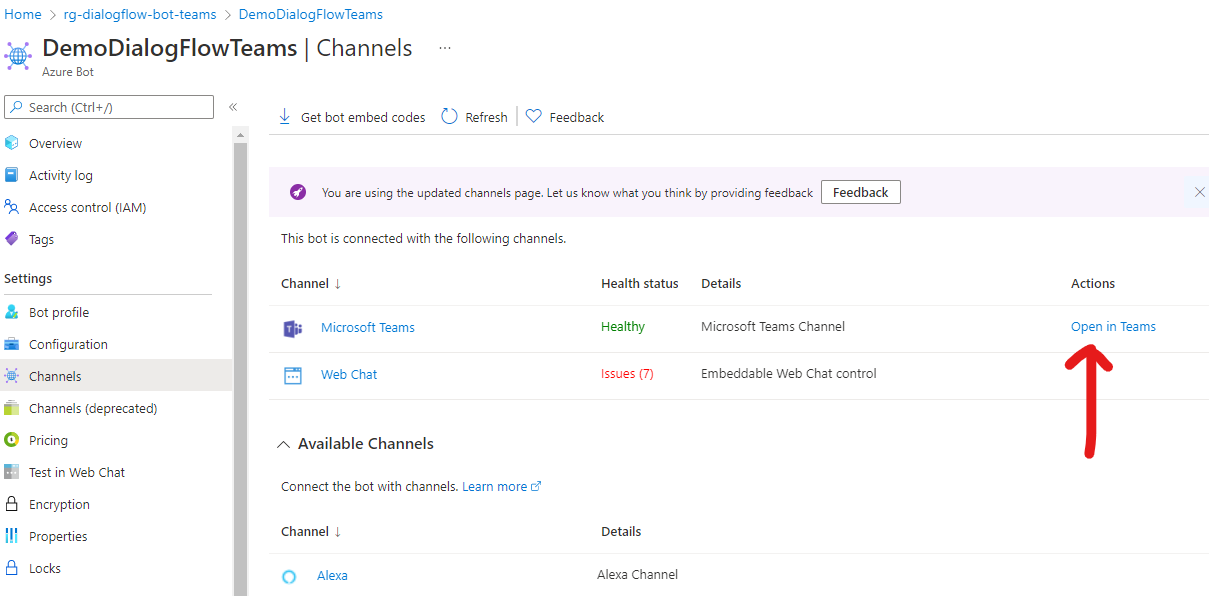 Home > rg-dialogflow-bot-teams > DemoDialogFlowTeams
DemoDialogFlowTeams | Channels ...
Azure Bot
Search (Ctrl+/)
«
Overview
Activity log
Access control (IAM)
Tags
Settings
Bot profile
Configuration
Channels
Channels (deprecated)
Pricing
Test in Web Chat
Encryption
Properties
Locks
Get bot embed codes Refresh Feedback
You are using the updated channels page. Let us know what you think by providing feedback Feedback
This bot is connected with the following channels.
Channel ↓ Health status Details Actions
Microsoft Teams Healthy Microsoft Teams Channel Open in Teams
Web Chat Issues (7) Embeddable Web Chat control
Available Channels
Connect the bot with channels. Learn more
Channel ↓ Details
Alexa Alexa Channel